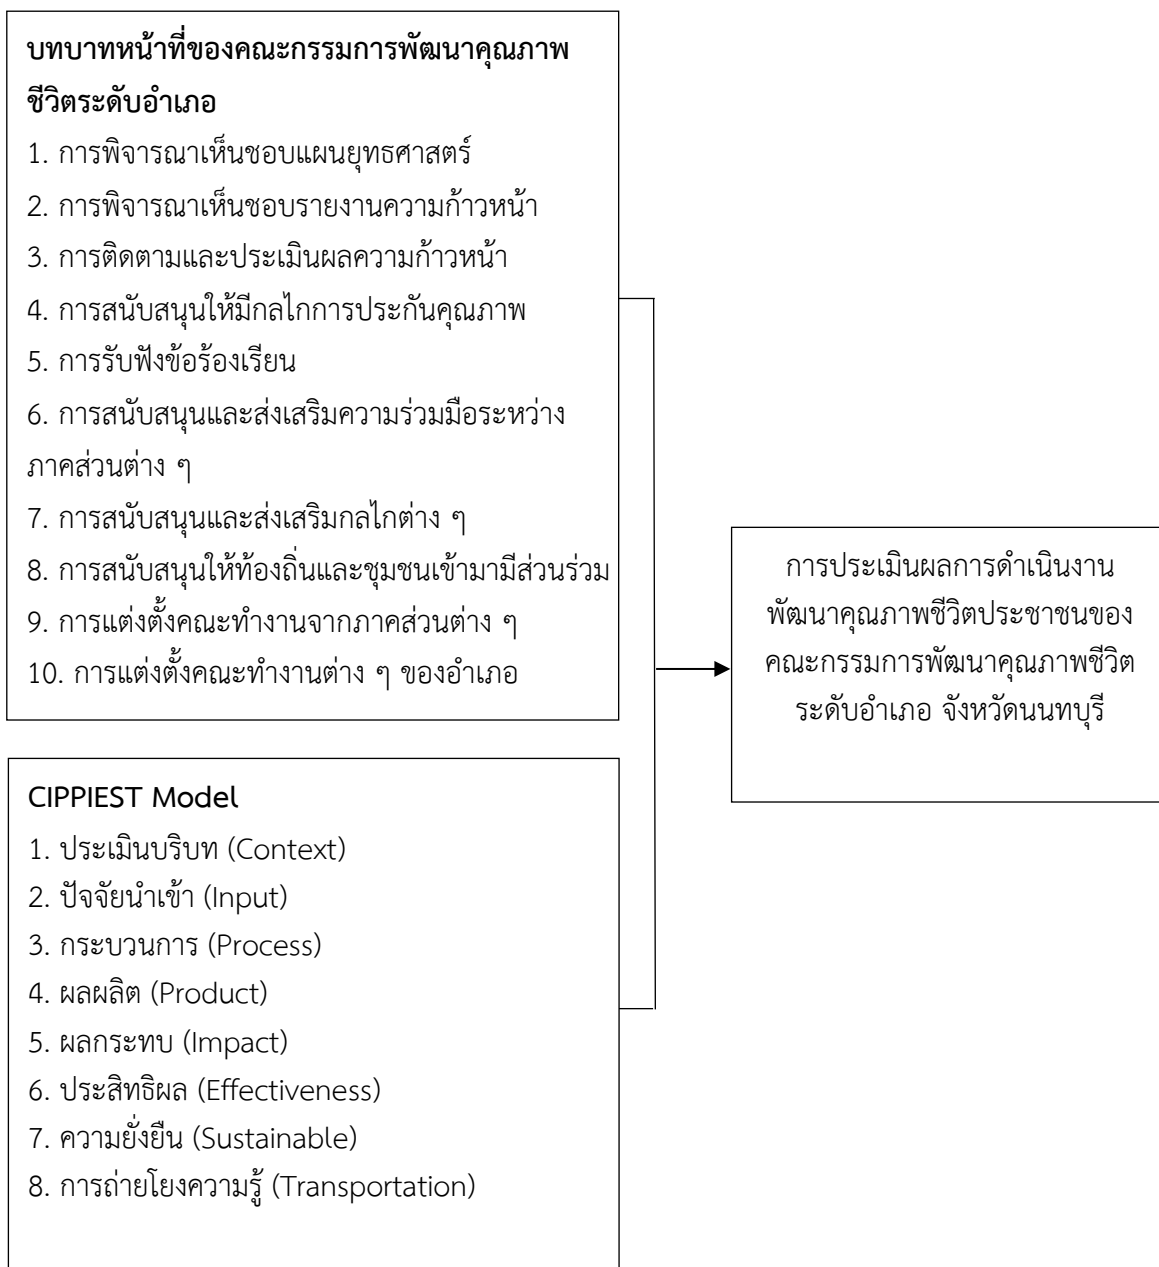 บทบาทหน้าที่ของคณะกรรมการพัฒนาคุณภาพ
ชีวิตระดับอำเภอ
1. การพิจารณาเห็นชอบแผนยุทธศาสตร์
2. การพิจารณาเห็นชอบรายงานความก้าวหน้า
3. การติดตามและประเมินผลความก้าวหน้า
4. การสนับสนุนให้มีกลไกการประกันคุณภาพ
5. การรับฟังข้อร้องเรียน
6. การสนับสนุนและส่งเสริมความร่วมมือระหว่าง
ภาคส่วนต่าง ๆ
7. การสนับสนุนและส่งเสริมกลไกต่าง ๆ
8. การสนับสนุนให้ท้องถิ่นและชุมชนเข้ามามีส่วนร่วม
9. การแต่งตั้งคณะทำงานจากภาคส่วนต่าง ๆ
10. การแต่งตั้งคณะทำงานต่าง ๆ ของอำเภอ
การประเมินผลการดำเนินงาน
พัฒนาคุณภาพชีวิตประชาชนของ
คณะกรรมการพัฒนาคุณภาพชีวิต
ระดับอำเภอ จังหวัดนนทบุรี
CIPPIEST Model
1. ประเมินบริบท (Context)
2. ปัจจัยนำเข้า (Input)
3. กระบวนการ (Process)
4. ผลผลิต (Product)
5. ผลกระทบ (Impact)
6. ประสิทธิผล (Effectiveness)
7. ความยั่งยืน (Sustainable)
8. การถ่ายโยงความรู้ (Transportation)